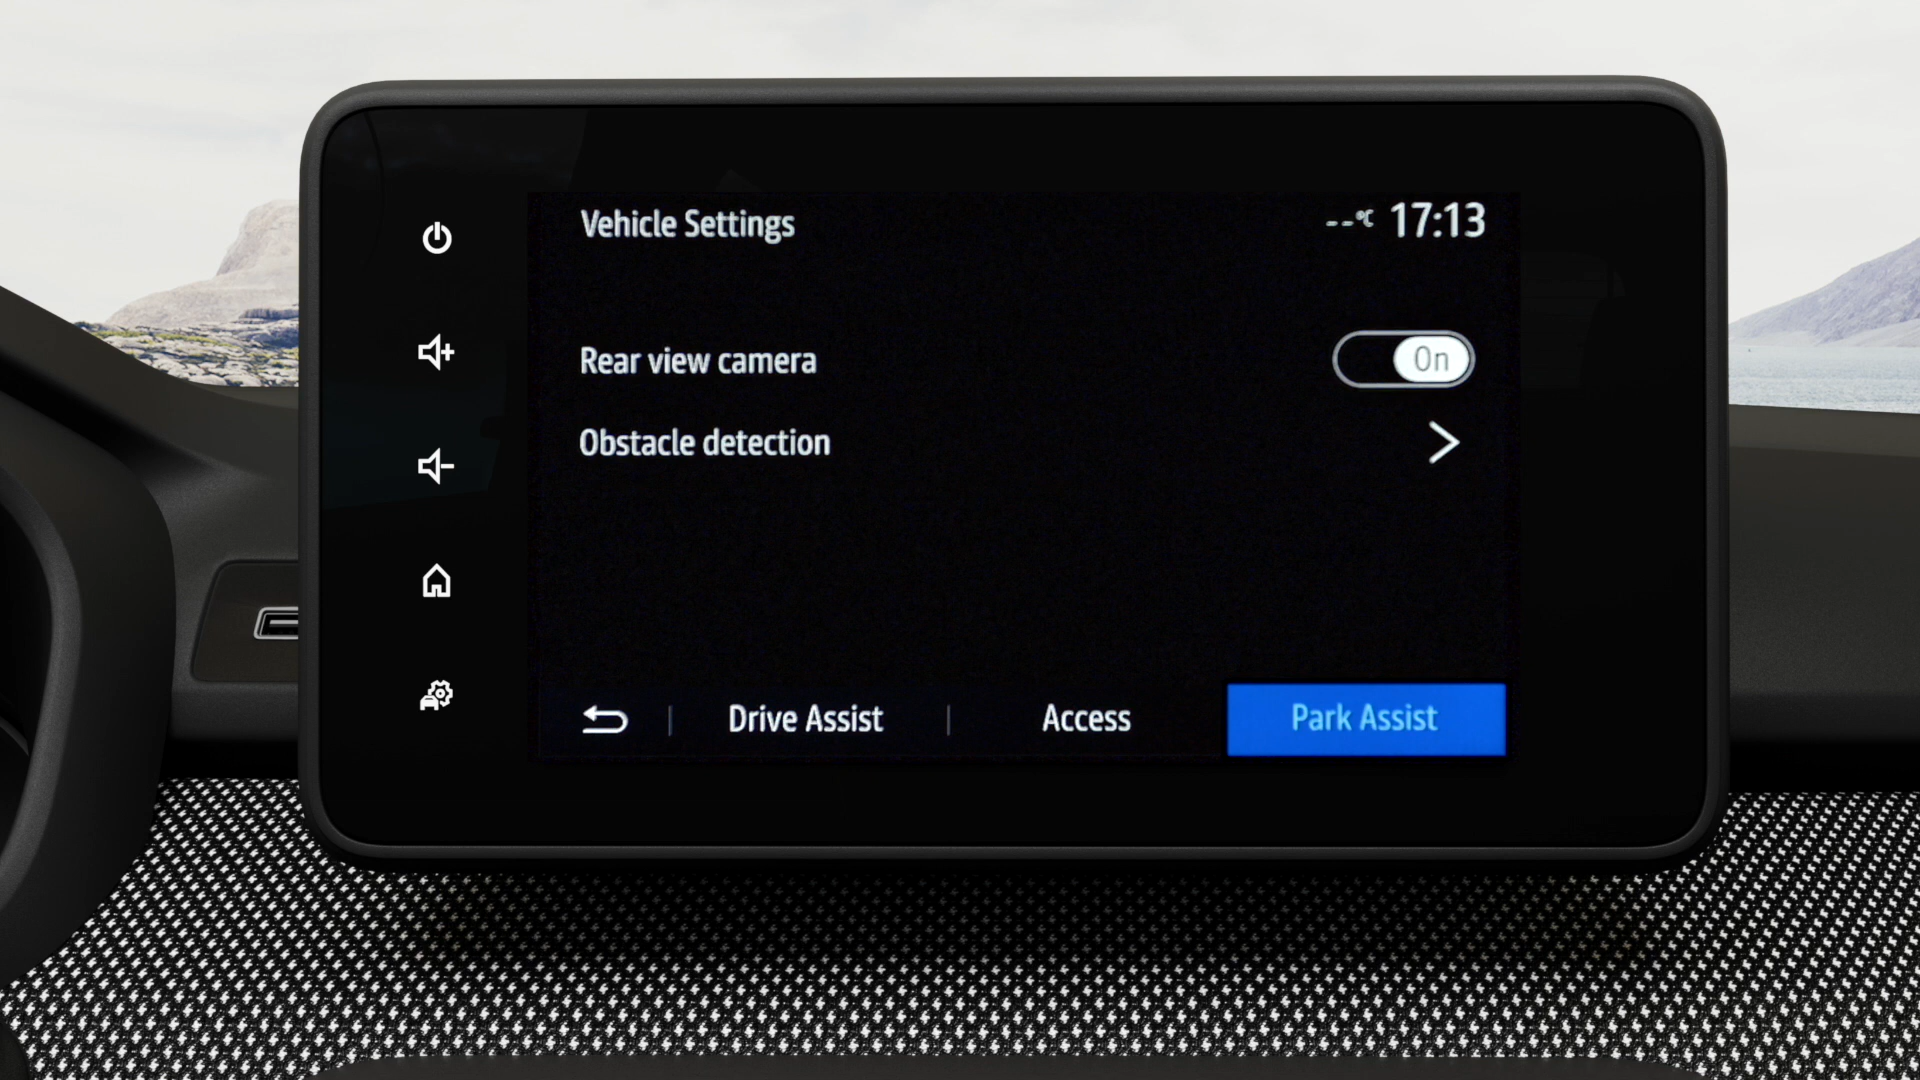 Vehicle Settings
--°C 17:13
Rear view camera
On
Obstacle detection
Drive Assist
Access
Park Assist